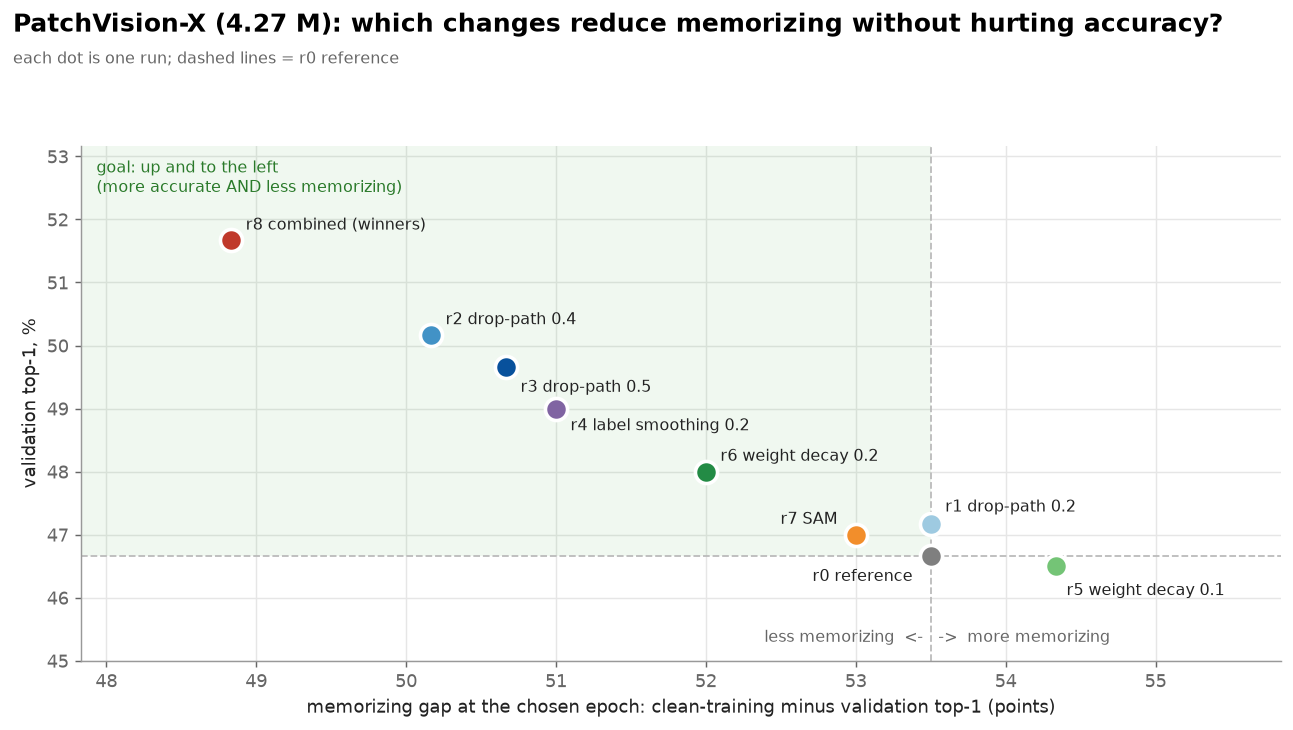 PatchVision-X (4.27 M): which changes reduce memorizing without hurting accuracy?
each dot is one run; dashed lines = r0 reference
goal: up and to the left
(more accurate AND less memorizing)
r8 combined (winners)
r2 drop-path 0.4
r3 drop-path 0.5
r4 label smoothing 0.2
r6 weight decay 0.2
r7 SAM
r1 drop-path 0.2
r0 reference
r5 weight decay 0.1
less memorizing <- -> more memorizing
validation top-1, %
53
52
51
50
49
48
47
46
45
48 49 50 51 52 53 54 55
memorizing gap at the chosen epoch: clean-training minus validation top-1 (points)